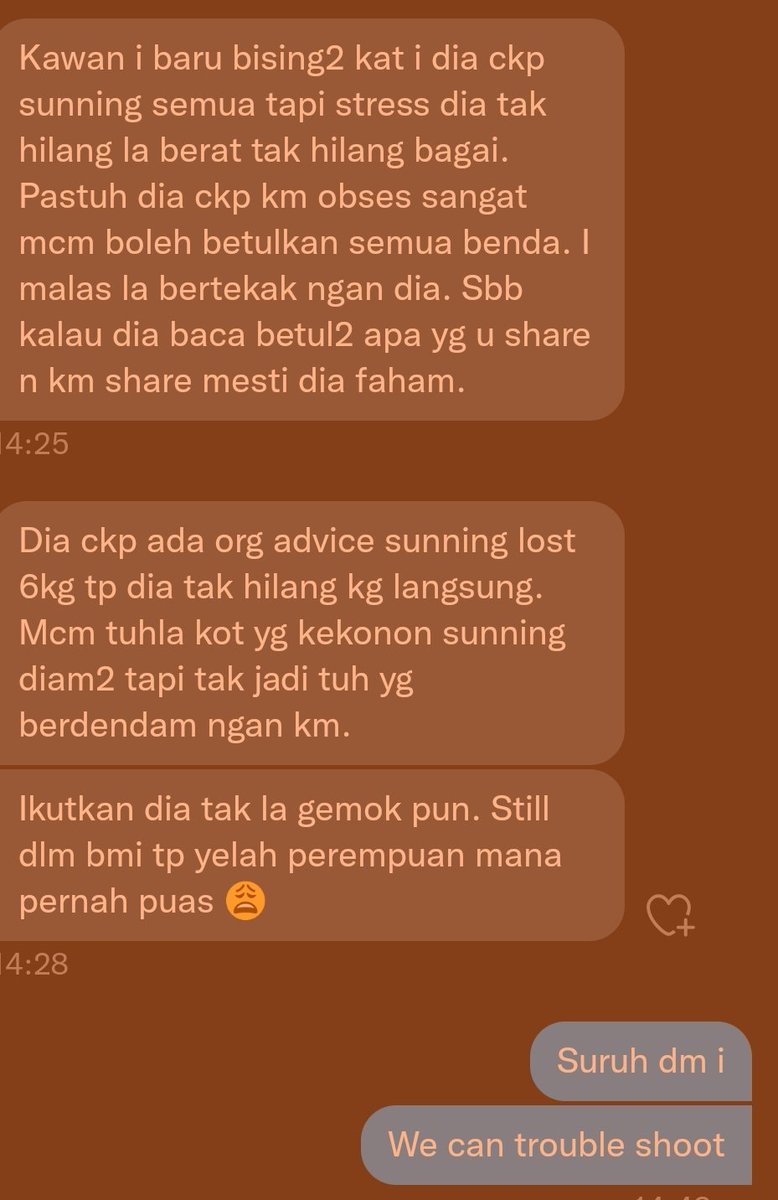 Kawan i baru bising2 kat i dia ckp
sunning semua tapi stress dia tak
hilang la berat tak hilang bagai.
Pastuh dia ckp km obses sangat
mcm boleh betulkan semua benda. I
malas la bertekak ngan dia. Sbb
kalau dia baca betul2 apa yg u share
n km share mesti dia faham.
14:25
Dia ckp ada org advice sunning lost
6kg tp dia tak hilang kg langsung.
Mcm tuhla kot yg kekonon sunning
diam2 tapi tak jadi tuh yg
berdendam ngan km.
Ikutkan dia tak la gemok pun. Still
dlm bmi tp yelah perempuan mana
pernah puas 😩
14:28
Suruh dm i
We can trouble shoot